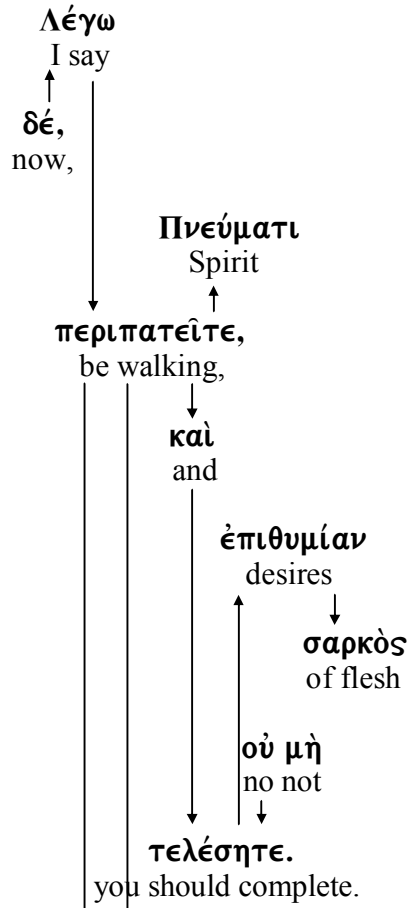 Λέγω
I say
δέ,
now,
Πνεύματι
Spirit
περιπατεῖτε,
be walking,
καὶ
and
ἐπιθυμίαν
desires
σαρκὸς
of flesh
οὐ μὴ
no not
τελέσητε.
you should complete.